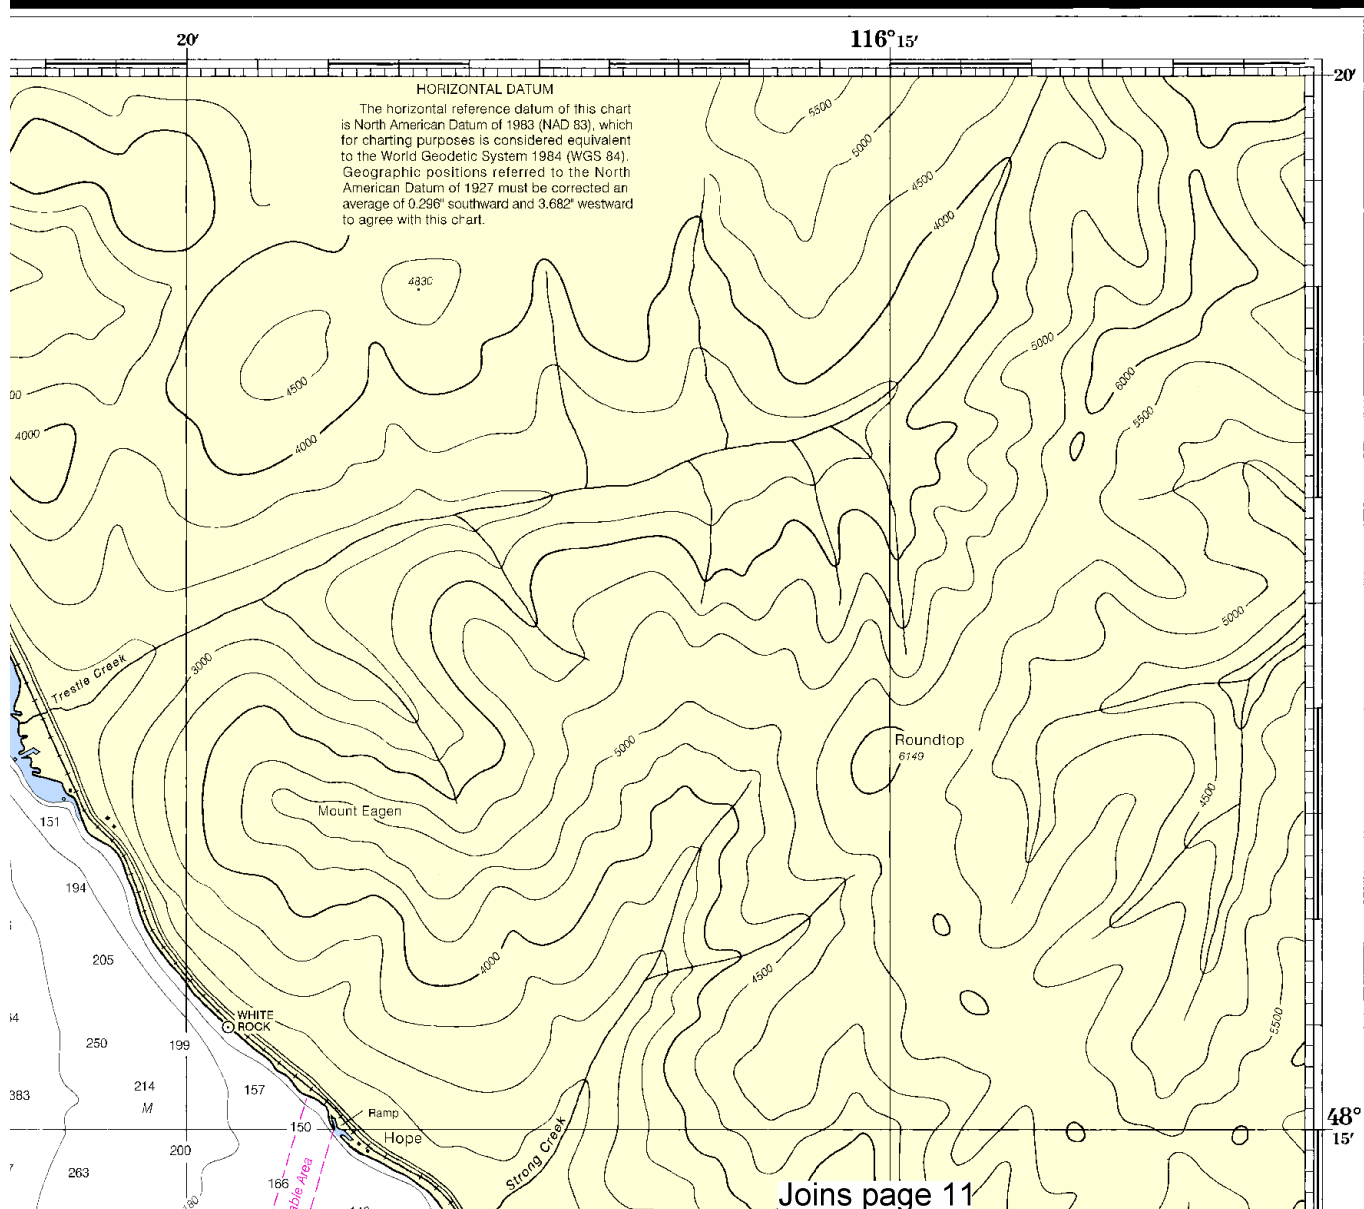 20′
116°15′
20′
HORIZONTAL DATUM
The horizontal reference datum of this chart
is North American Datum of 1983 (NAD 83), which
for charting purposes is considered equivalent
to the World Geodetic System 1984 (WGS 84).
Geographic positions referred to the North
American Datum of 1927 must be corrected an
average of 0.296" southward and 3.682" westward
to agree with this chart.
5500
5000
4500
4000
4830
5000
4500
6000
00
5500
4000
4000
5000
3000
Trestle Creek
5000
Roundtop
6149
4500
Mount Eagen
151
194
205
4000
4500
WHITE
ROCK
5500
250
199
214
M
157
383
Ramp
150
Hope
48°
15′
200
263
166
Strong Creek
able Area
180
Joins page 11